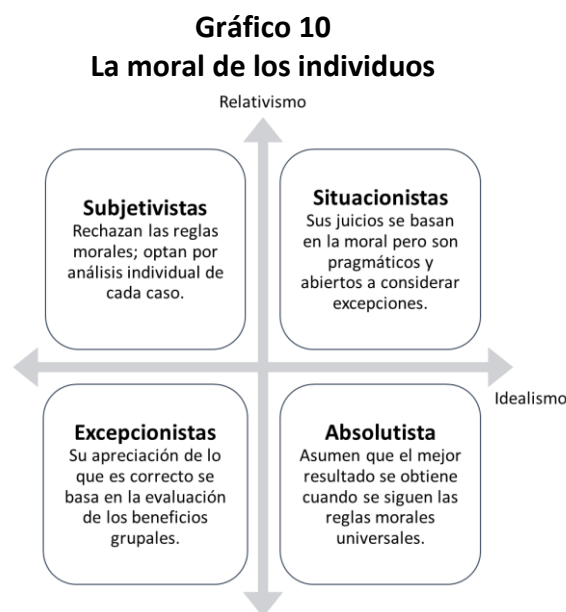 Gráfico 10
La moral de los individuos
Relativismo
Subjetivistas
Rechazan las reglas
morales; optan por
análisis individual de
cada caso.
Situacionistas
Sus juicios se basan
en la moral pero son
pragmáticos y
abiertos a considerar
excepciones.
Idealismo
Excepcionistas
Su apreciación de lo
que es correcto se
basa en la evaluación
de los beneficios
grupales.
Absolutista
Asumen que el mejor
resultado se obtiene
cuando se siguen las
reglas morales
universales.